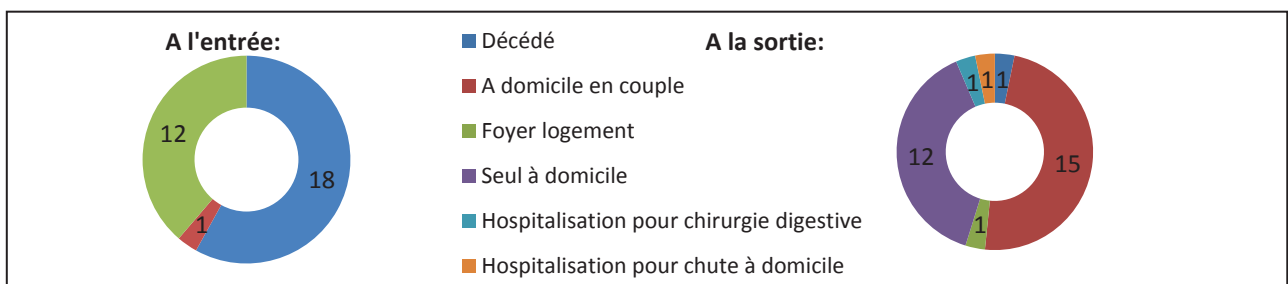 A l'entrée:
12
18
1
Décédé
A domicile en couple
Foyer logement
Seul à domicile
Hospitalisation pour chirurgie digestive
Hospitalisation pour chute à domicile
A la sortie:
1 1 1
12
15
1